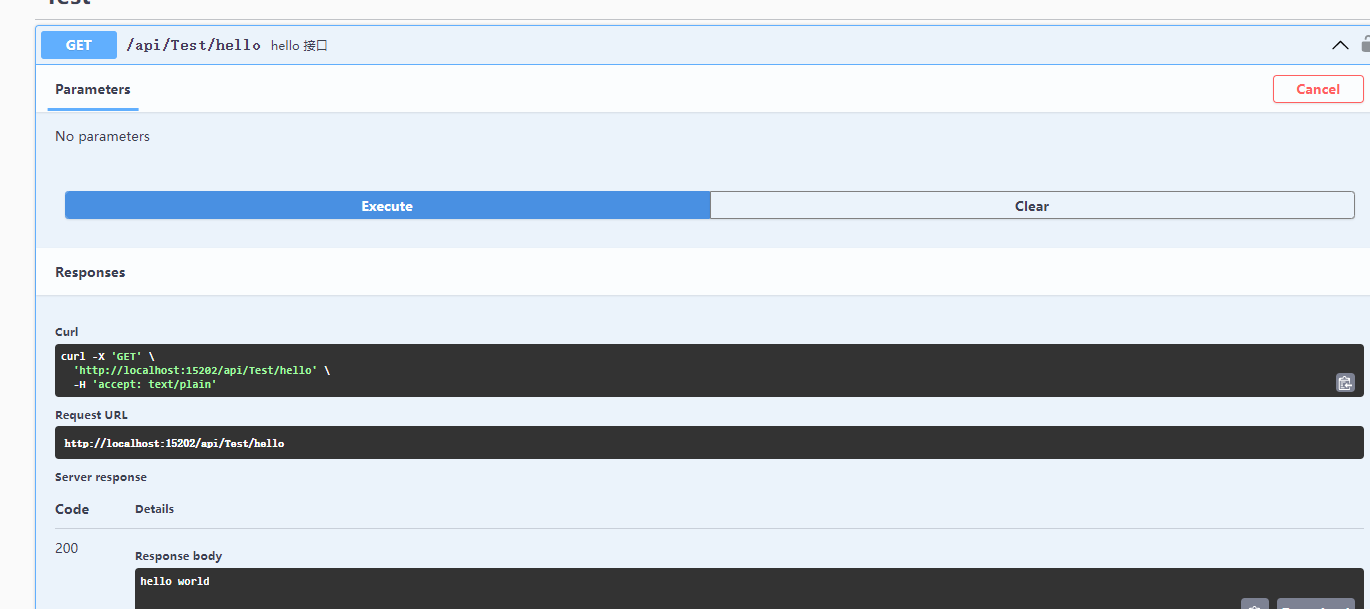 GET /api/Test/hello hello 接口
Parameters
Cancel
No parameters
Execute
Clear
Responses
Curl
curl -X 'GET' \
'http://localhost:15202/api/Test/hello' \
-H 'accept: text/plain'
Request URL
http://localhost:15202/api/Test/hello
Server response
Code Details
200
Response body
hello world